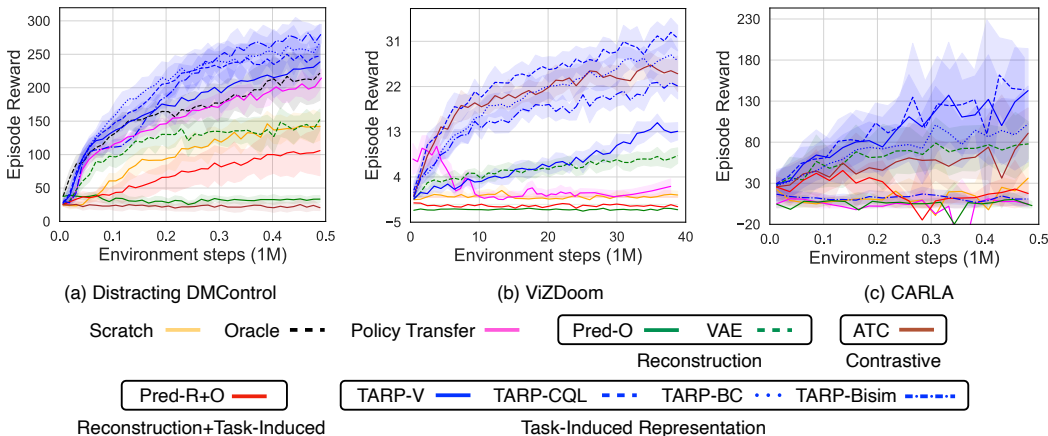 300
250
200
150
100
50
0
Episode Reward
0.0 0.1 0.2 0.3 0.4 0.5
Environment steps (1M)
(a) Distracting DMControl
31
22
13
4
−5
Episode Reward
0 10 20 30 40
Environment steps (1M)
(b) ViZDoom
230
180
130
80
30
−20
Episode Reward
0.0 0.1 0.2 0.3 0.4 0.5
Environment steps (1M)
(c) CARLA
Scratch Oracle Policy Transfer Pred-O VAE ATC
Reconstruction Contrastive
Pred-R+O TARP-V TARP-CQL TARP-BC TARP-Bisim
Reconstruction+Task-Induced Task-Induced Representation